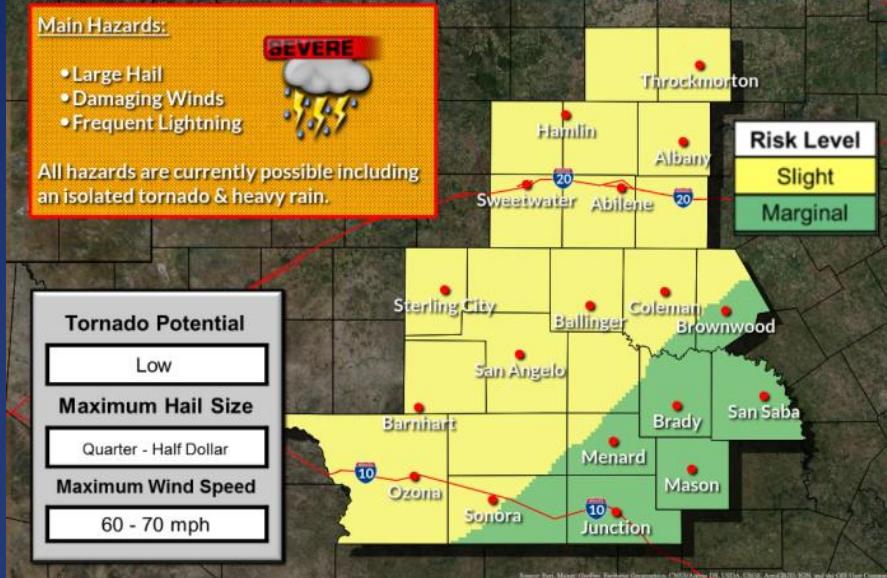 Main Hazards:
SEVERE
•Large Hail
•Damaging Winds
•Frequent Lightning
All hazards are currently possible including
an isolated tornado & heavy rain.
Throckmorton
Hamlin
Albany
20
Sweetwater
Abilene
20
Risk Level
Slight
Marginal
Sterling City
Ballinger
Coleman
Brownwood
San Angelo
Barnhart
Brady
San Saba
Menard
Mason
10
Ozona
Sonora
10
Junction
Tornado Potential
Low
Maximum Hail Size
Quarter - Half Dollar
Maximum Wind Speed
60 - 70 mph